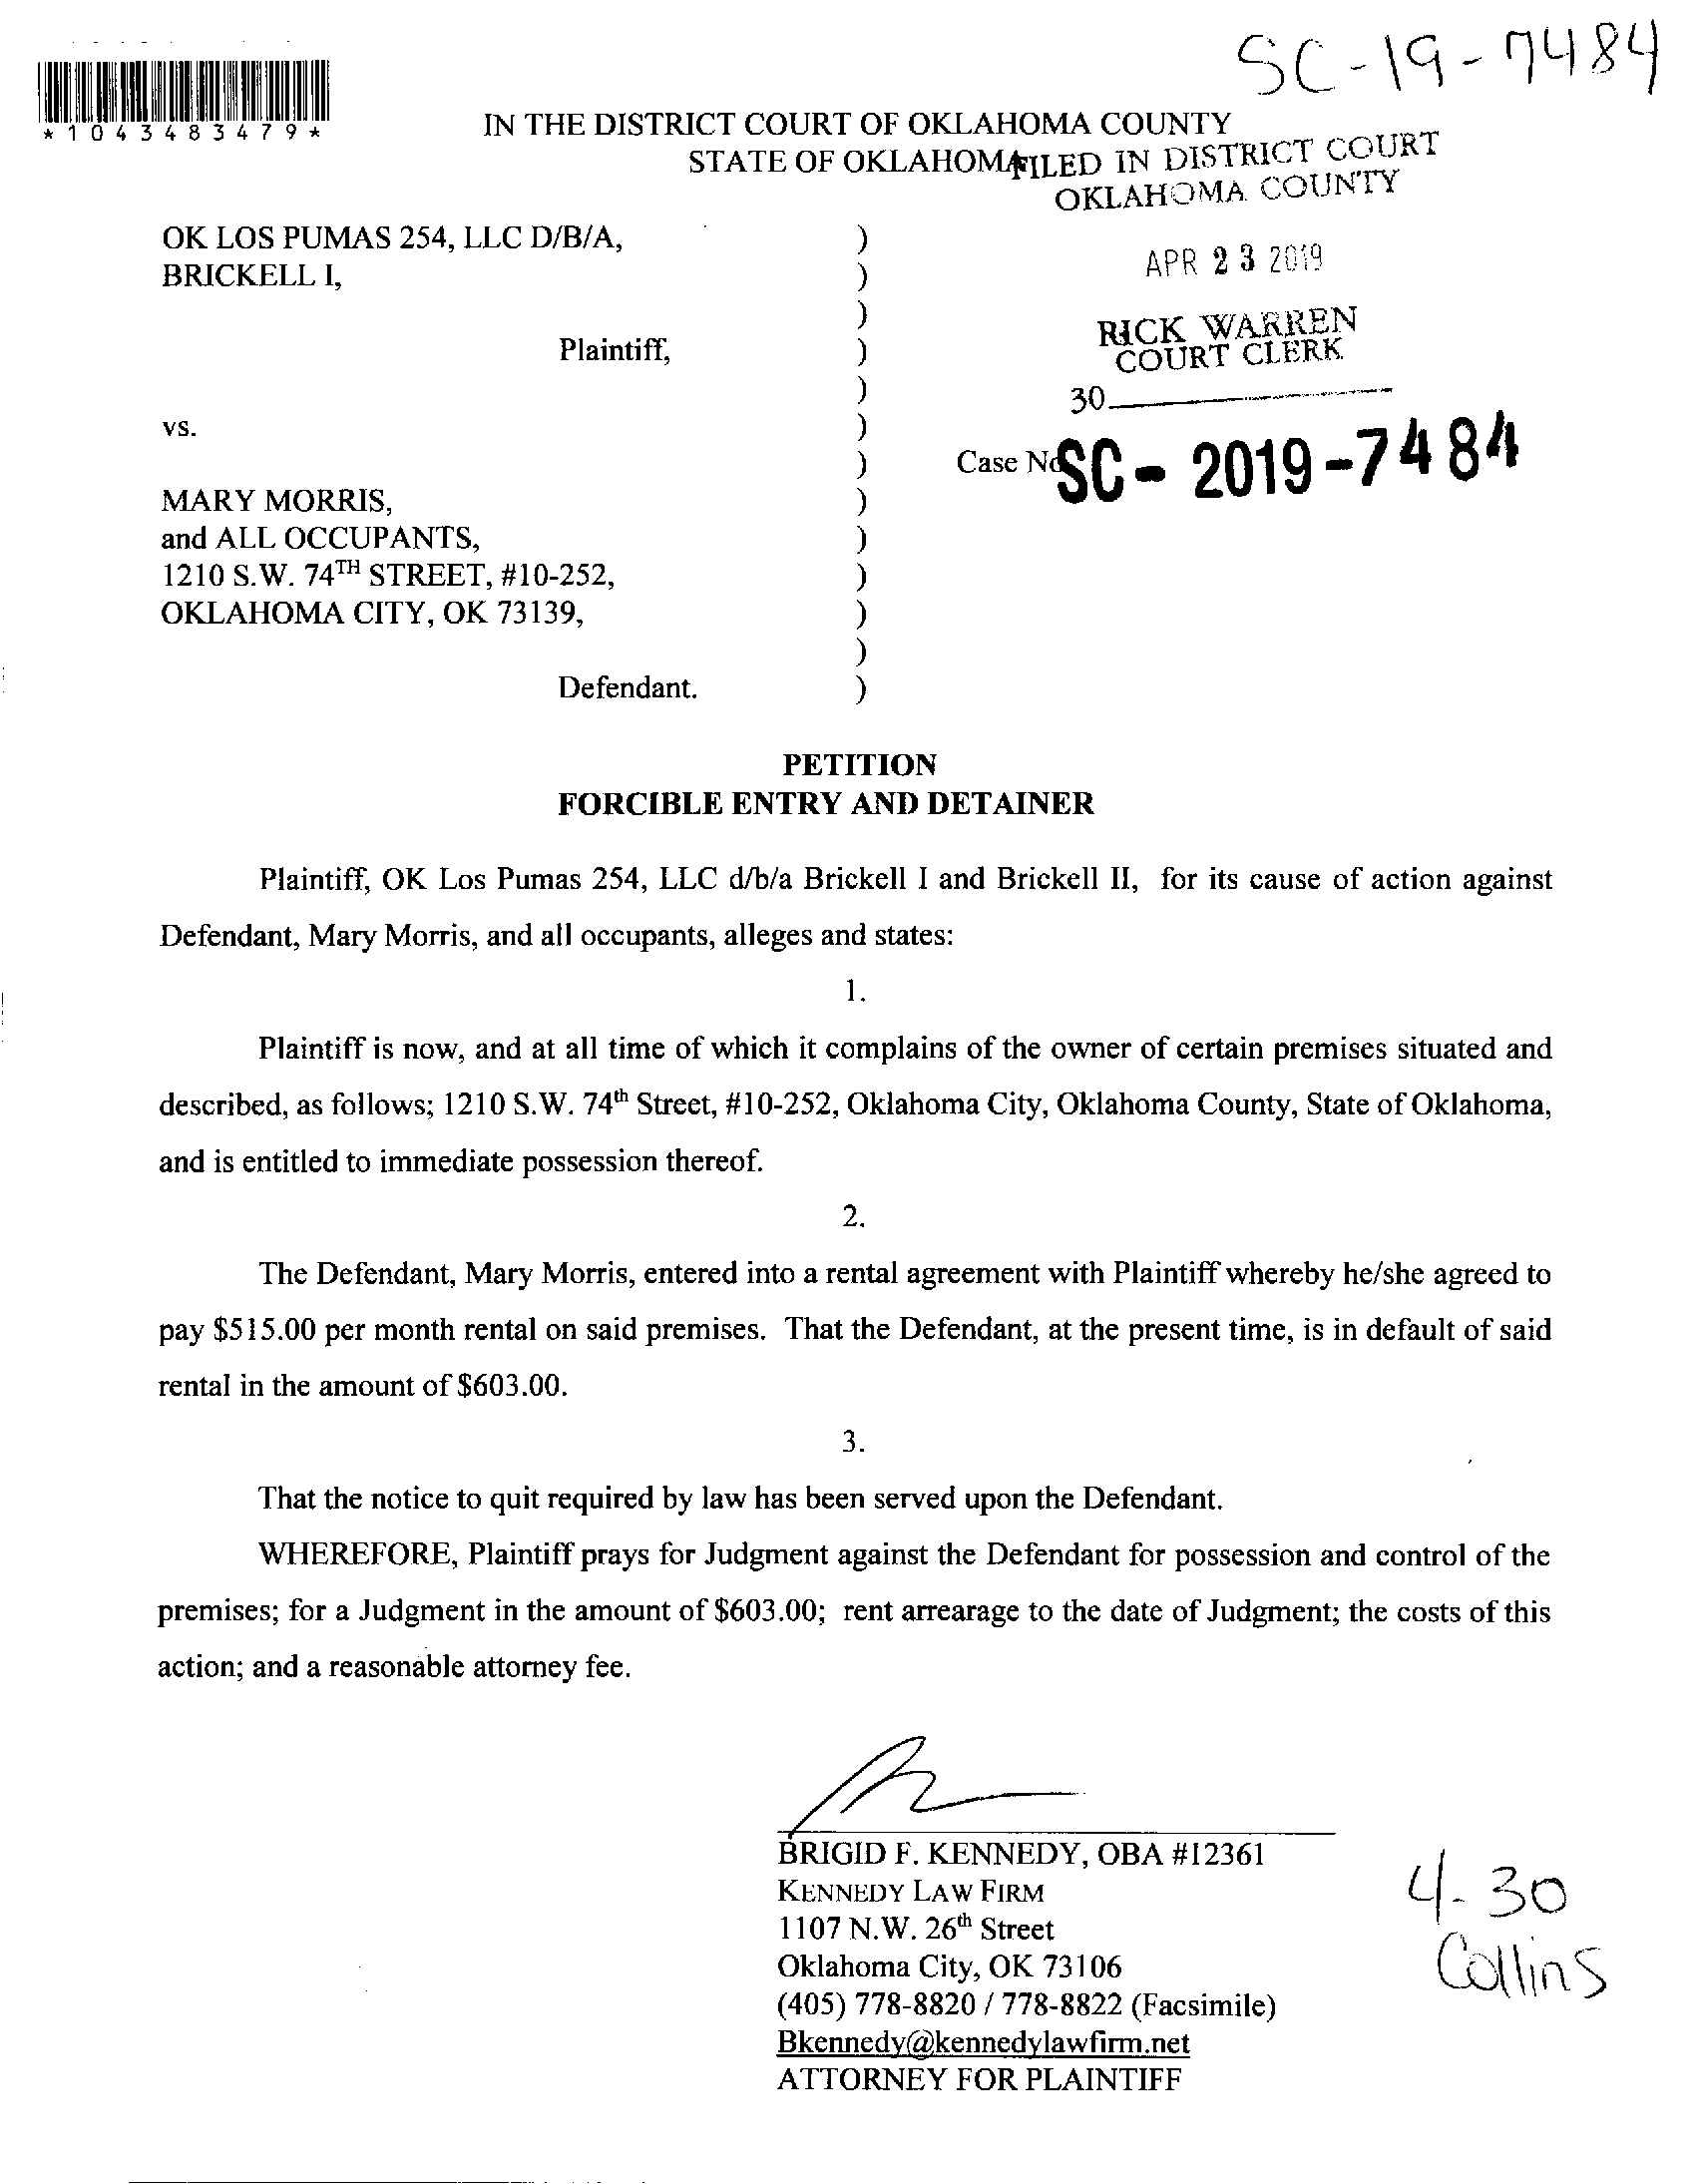 SC-19-7484
*1043483479*
IN THE DISTRICT COURT OF OKLAHOMA COUNTY
STATE OF OKLAHOMA
FILED IN DISTRICT COURT
OKLAHOMA COUNTY
APR 23 2019
RICK WARREN
COURT CLERK
30
OK LOS PUMAS 254, LLC D/B/A, )
BRICKELL I, )
)
Plaintiff, )
)
vs. )
) Case No SC- 2019-7484
MARY MORRIS, )
and ALL OCCUPANTS, )
1210 S.W. 74TH STREET, #10-252, )
OKLAHOMA CITY, OK 73139, )
)
Defendant. )
PETITION
FORCIBLE ENTRY AND DETAINER
Plaintiff, OK Los Pumas 254, LLC d/b/a Brickell I and Brickell II, for its cause of action against
Defendant, Mary Morris, and all occupants, alleges and states:
1.
Plaintiff is now, and at all time of which it complains of the owner of certain premises situated and
described, as follows; 1210 S.W. 74th Street, #10-252, Oklahoma City, Oklahoma County, State of Oklahoma,
and is entitled to immediate possession thereof.
2.
The Defendant, Mary Morris, entered into a rental agreement with Plaintiff whereby he/she agreed to
pay $515.00 per month rental on said premises. That the Defendant, at the present time, is in default of said
rental in the amount of $603.00.
3.
That the notice to quit required by law has been served upon the Defendant.
WHEREFORE, Plaintiff prays for Judgment against the Defendant for possession and control of the
premises; for a Judgment in the amount of $603.00; rent arrearage to the date of Judgment; the costs of this
action; and a reasonable attorney fee.
BRIGID F. KENNEDY, OBA #12361
KENNEDY LAW FIRM
1107 N.W. 26th Street
Oklahoma City, OK 73106
(405) 778-8820 / 778-8822 (Facsimile)
Bkennedy@kennedylawfirm.net
ATTORNEY FOR PLAINTIFF
4-30
Collins